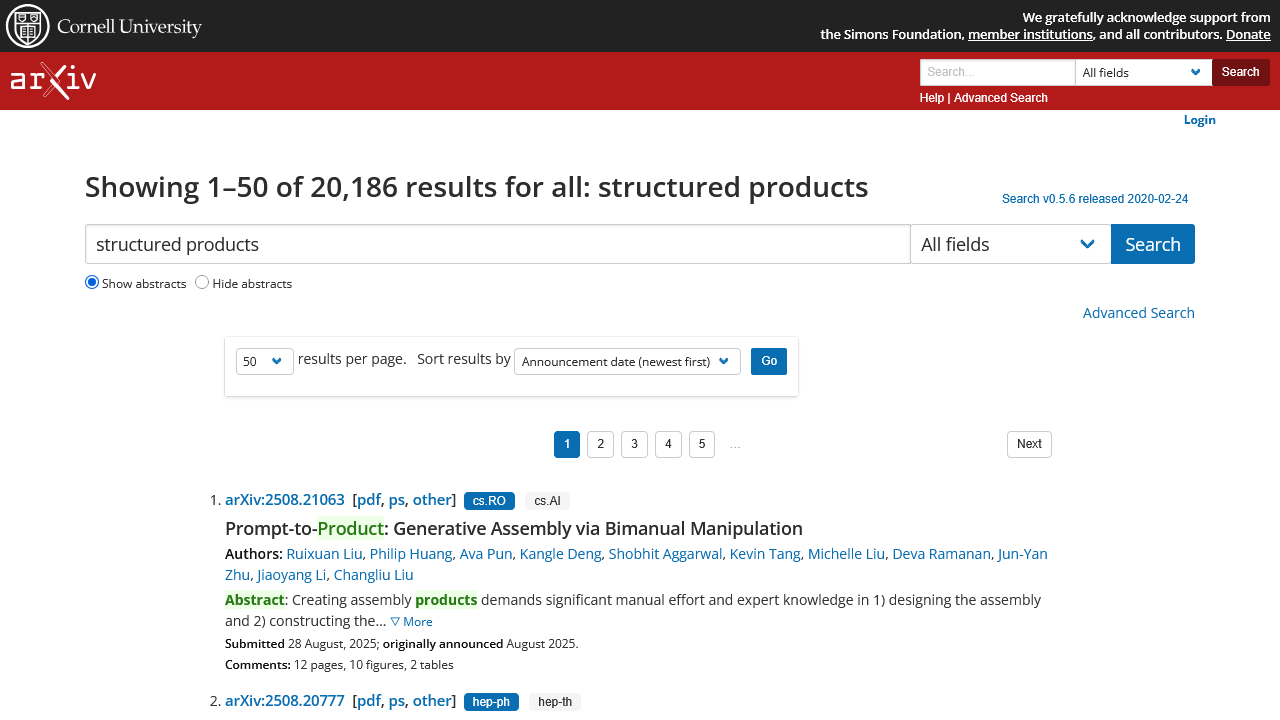 Cornell University
We gratefully acknowledge support from
the Simons Foundation, member institutions, and all contributors. Donate
arXiv
Search...
All fields
Search
Help | Advanced Search
Login
Showing 1–50 of 20,186 results for all: structured products
Search v0.5.6 released 2020-02-24
structured products
All fields
Search
Show abstracts Hide abstracts
Advanced Search
50 results per page. Sort results by Announcement date (newest first) Go
1 2 3 4 5 … Next
1. arXiv:2508.21063 [pdf, ps, other] cs.RO cs.AI
Prompt-to-Product: Generative Assembly via Bimanual Manipulation
Authors: Ruixuan Liu, Philip Huang, Ava Pun, Kangle Deng, Shobhit Aggarwal, Kevin Tang, Michelle Liu, Deva Ramanan, Jun-Yan
Zhu, Jiaoyang Li, Changliu Liu
Abstract: Creating assembly products demands significant manual effort and expert knowledge in 1) designing the assembly
and 2) constructing the… ▽ More
Submitted 28 August, 2025; originally announced August 2025.
Comments: 12 pages, 10 figures, 2 tables
2. arXiv:2508.20777 [pdf, ps, other] hep-ph hep-th